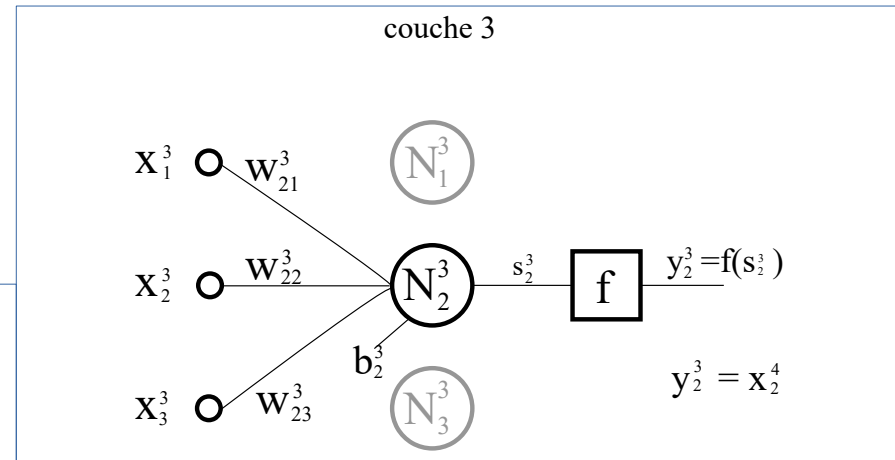 couche 3
N₁³
x₁³ w₂₁³
x₂³ w₂₂³ N₂³ s₂³ f y₂³ =f(s₂³)
b₂³
y₂³ = x₂⁴
x₃³ w₂₃³ N₃³